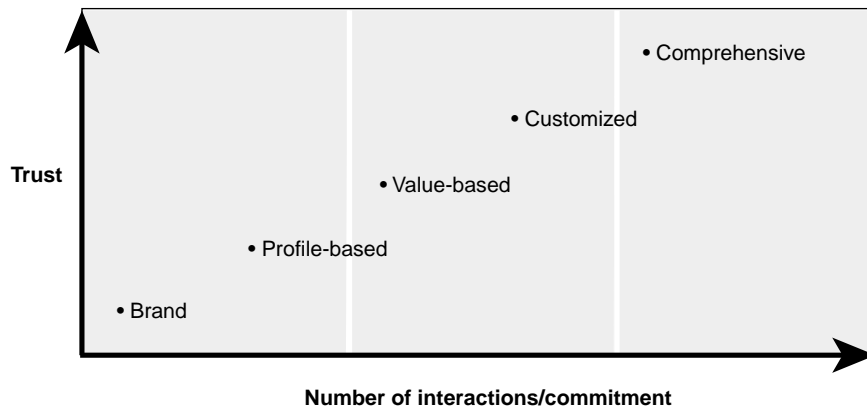 • Comprehensive
• Customized
Trust
• Value-based
• Profile-based
• Brand
Number of interactions/commitment